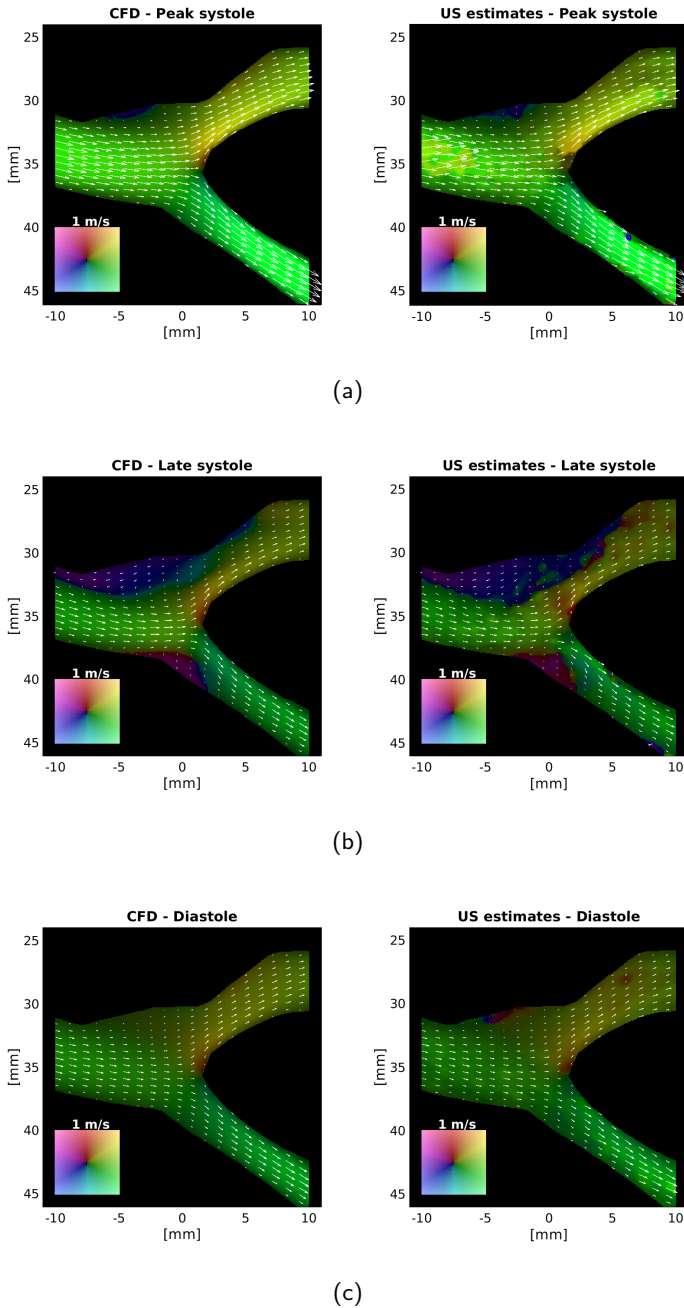 CFD - Peak systole
US estimates - Peak systole
25
30
35
40
45
[mm]
1 m/s
-10 -5 0 5 10
[mm]
25
30
35
40
45
[mm]
1 m/s
-10 -5 0 5 10
[mm]
(a)
CFD - Late systole
US estimates - Late systole
25
30
35
40
45
[mm]
1 m/s
-10 -5 0 5 10
[mm]
25
30
35
40
45
[mm]
1 m/s
-10 -5 0 5 10
[mm]
(b)
CFD - Diastole
US estimates - Diastole
25
30
35
40
45
[mm]
1 m/s
-10 -5 0 5 10
[mm]
25
30
35
40
45
[mm]
1 m/s
-10 -5 0 5 10
[mm]
(c)